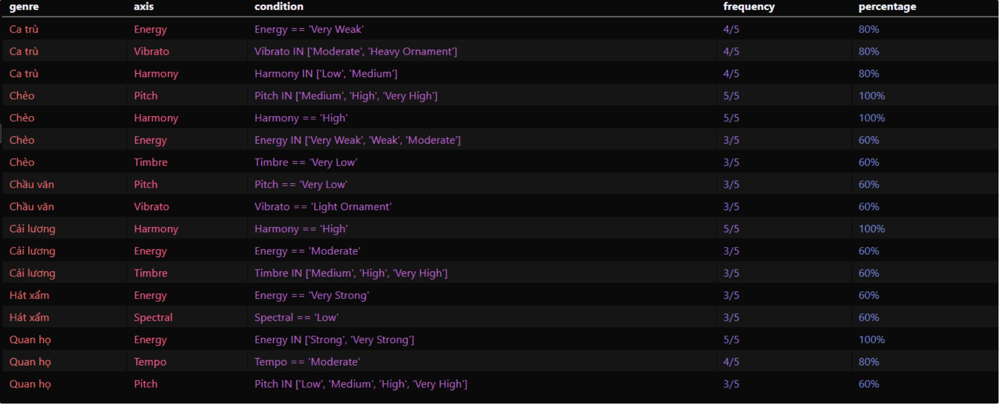 genre axis condition frequency percentage
Ca trù Energy Energy == 'Very Weak' 4/5 80%
Ca trù Vibrato Vibrato IN ['Moderate', 'Heavy Ornament'] 4/5 80%
Ca trù Harmony Harmony IN ['Low', 'Medium'] 4/5 80%
Chèo Pitch Pitch IN ['Medium', 'High', 'Very High'] 5/5 100%
Chèo Harmony Harmony == 'High' 5/5 100%
Chèo Energy Energy IN ['Very Weak', 'Weak', 'Moderate'] 3/5 60%
Chèo Timbre Timbre == 'Very Low' 3/5 60%
Chầu văn Pitch Pitch == 'Very Low' 3/5 60%
Chầu văn Vibrato Vibrato == 'Light Ornament' 3/5 60%
Cải lương Harmony Harmony == 'High' 5/5 100%
Cải lương Energy Energy == 'Moderate' 3/5 60%
Cải lương Timbre Timbre IN ['Medium', 'High', 'Very High'] 3/5 60%
Hát xẩm Energy Energy == 'Very Strong' 3/5 60%
Hát xẩm Spectral Spectral == 'Low' 3/5 60%
Quan họ Energy Energy IN ['Strong', 'Very Strong'] 5/5 100%
Quan họ Tempo Tempo == 'Moderate' 4/5 80%
Quan họ Pitch Pitch IN ['Low', 'Medium', 'High', 'Very High'] 3/5 60%